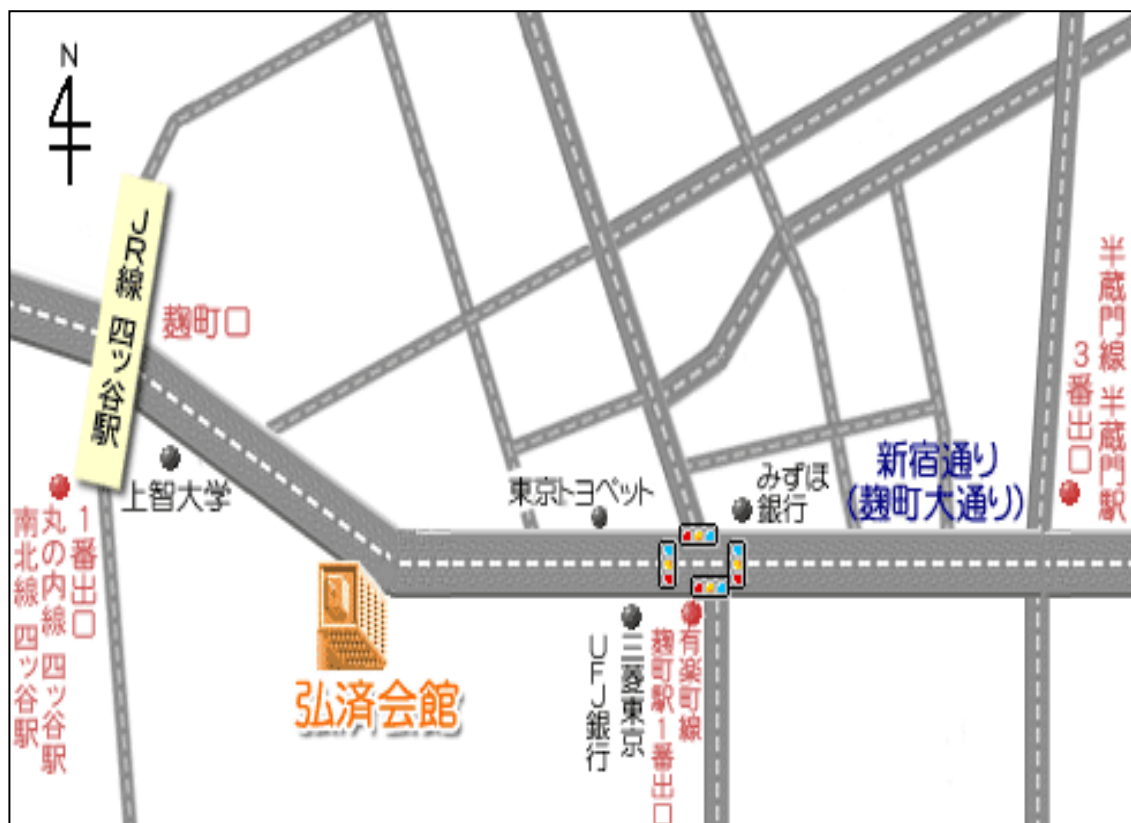 N
JR線 四ッ谷駅
麹町口
上智大学
1番出口
丸の内線 四ッ谷駅
南北線 四ッ谷駅
弘済会館
東京トヨペット
みずほ
銀行
新宿通り
(麹町大通り)
半蔵門線 半蔵門駅
3番出口
三菱東京
UFJ銀行
有楽町線
麹町駅1番出口